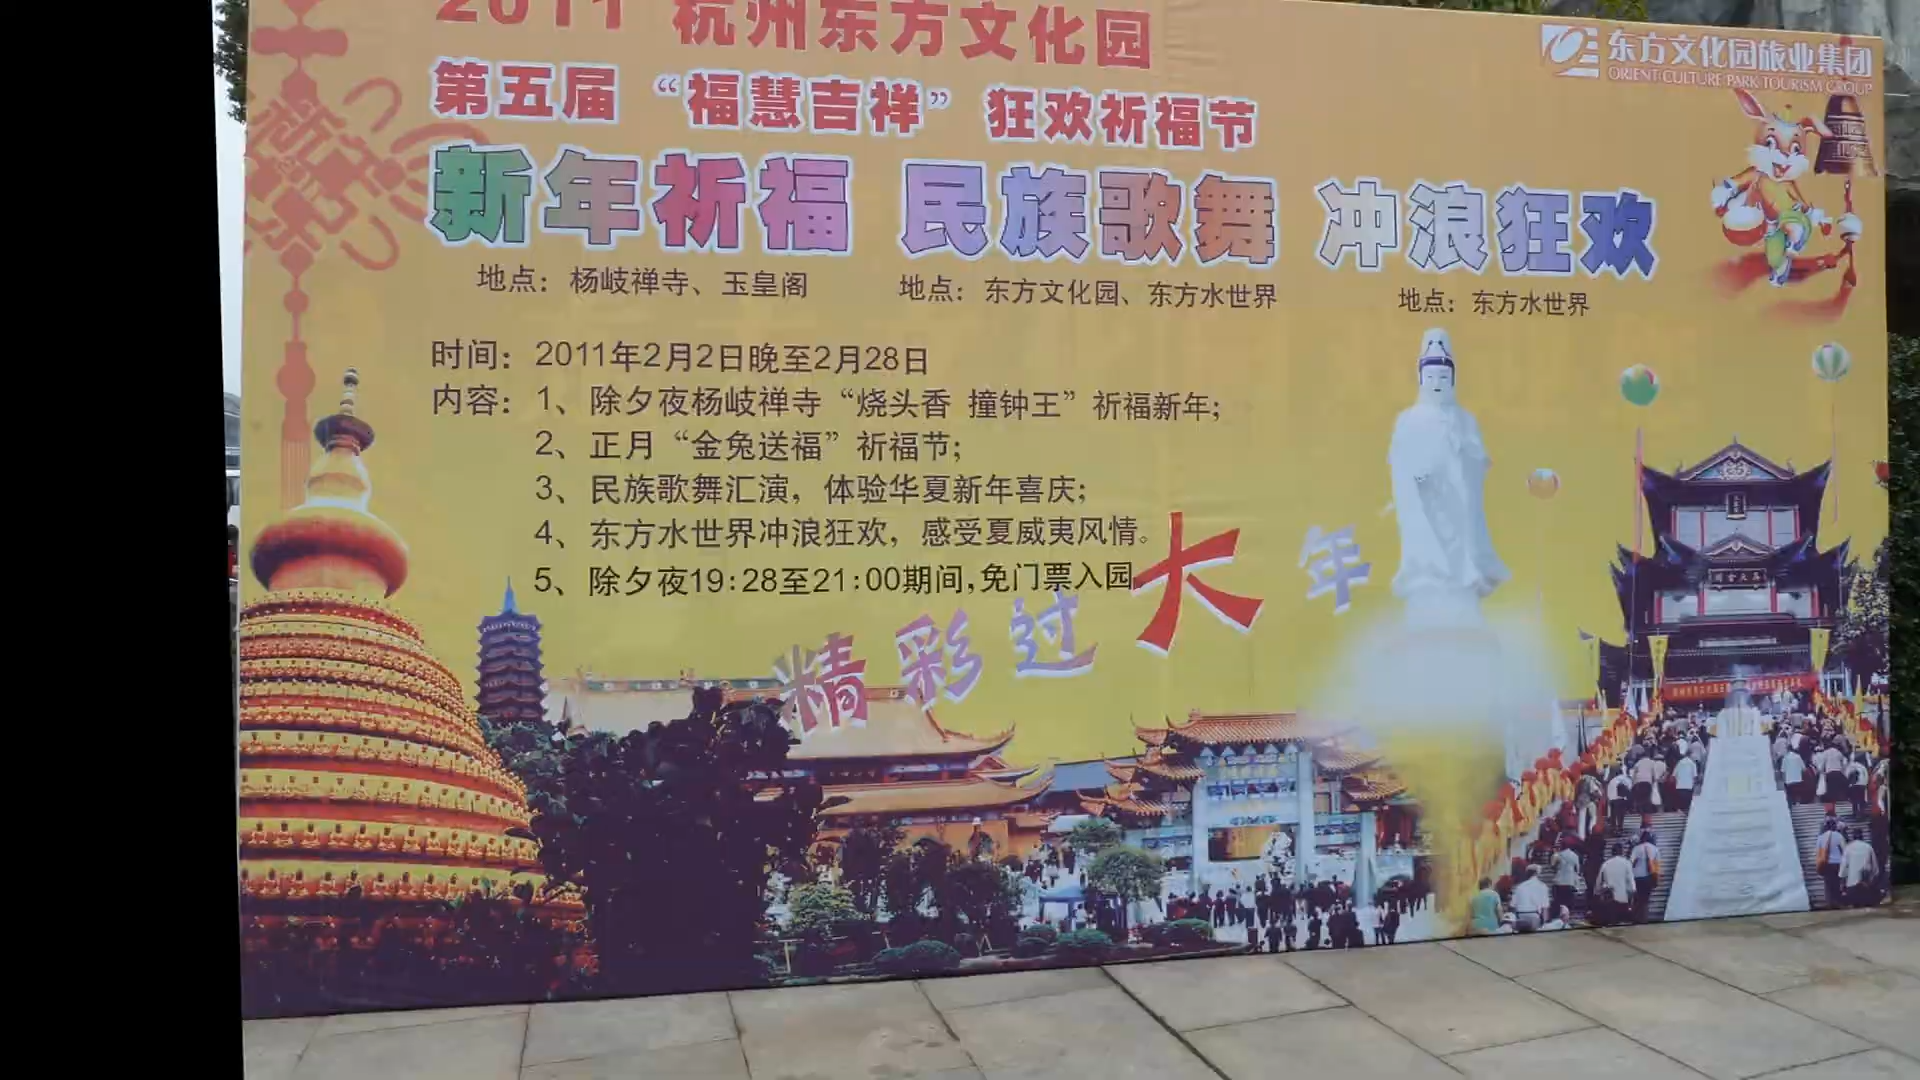 2011 杭州东方文化园
东方文化园旅业集团
ORIENT CULTURE PARK TOURISM GROUP
第五届 “福慧吉祥” 狂欢祈福节
新年祈福 民族歌舞 冲浪狂欢
地点：杨岐禅寺、玉皇阁 地点：东方文化园、东方水世界 地点：东方水世界
时间：2011年2月2日晚至2月28日
内容：1、除夕夜杨岐禅寺“烧头香 撞钟王”祈福新年；
2、正月“金兔送福”祈福节；
3、民族歌舞汇演，体验华夏新年喜庆；
4、东方水世界冲浪狂欢，感受夏威夷风情。
5、除夕夜19:28至21:00期间,免门票入园
精彩过大年